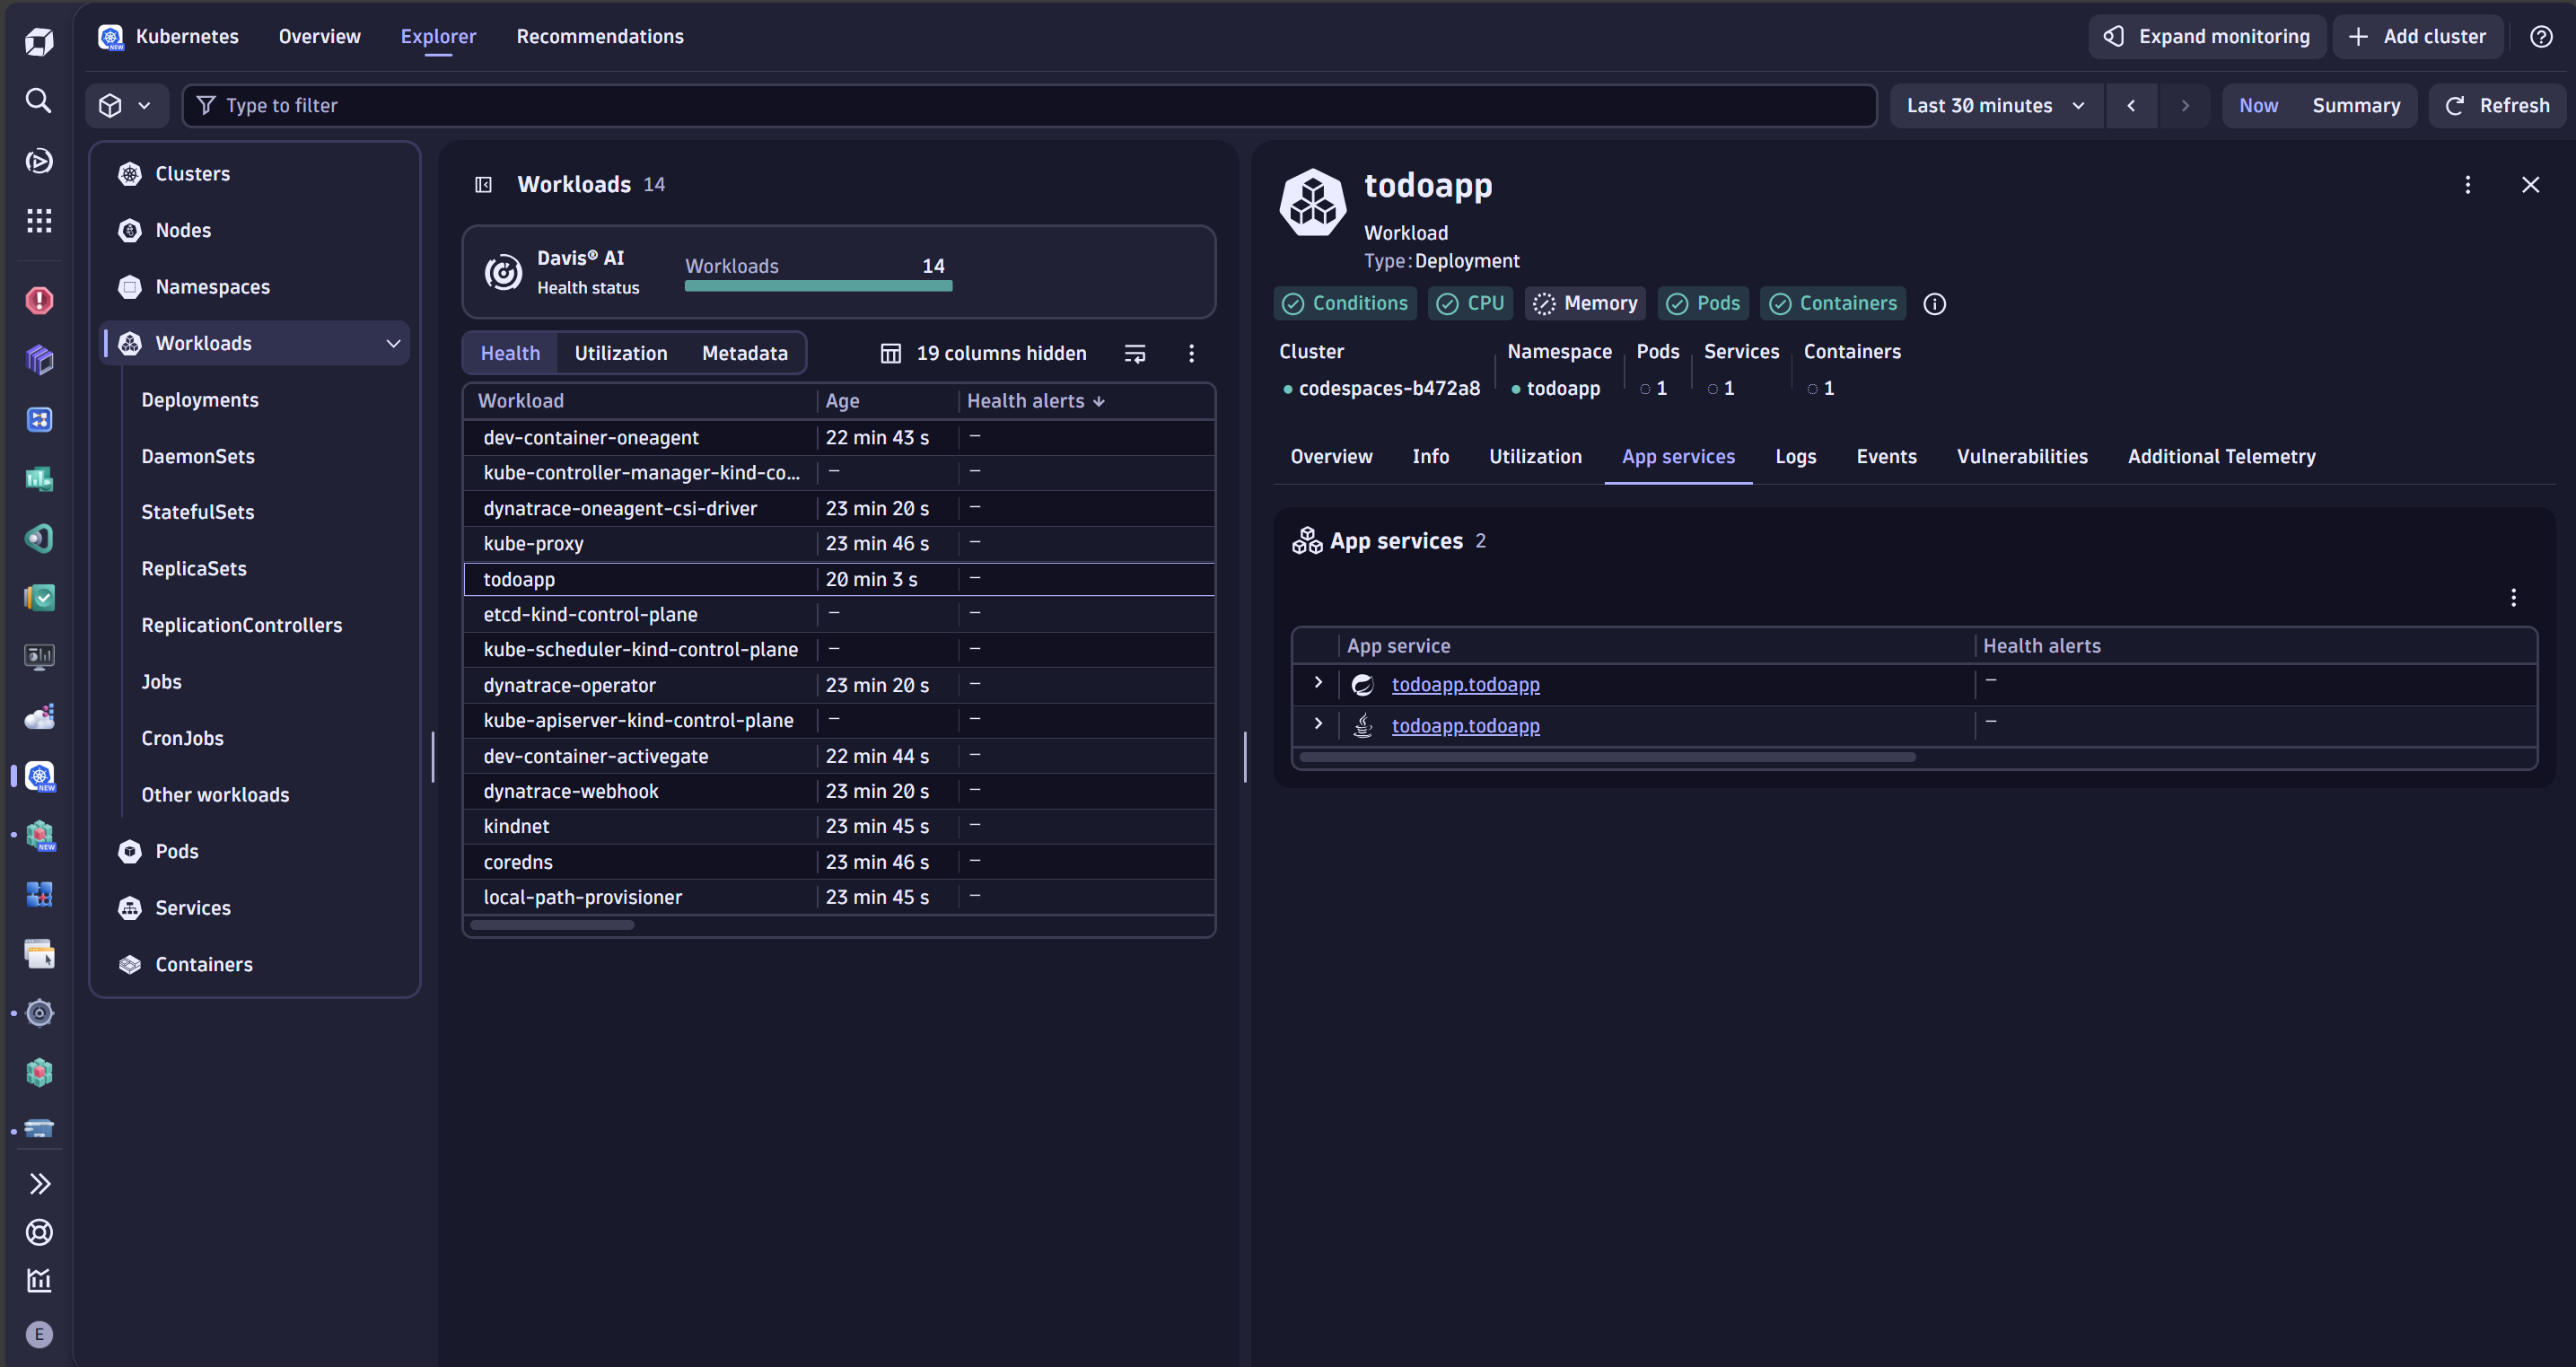 Kubernetes Overview Explorer Recommendations Expand monitoring Add cluster
NEW
Type to filter Last 30 minutes Now Summary Refresh
Clusters
Nodes
Namespaces
Workloads
Deployments
DaemonSets
StatefulSets
ReplicaSets
ReplicationControllers
Jobs
CronJobs
Other workloads
Pods
Services
Containers
NEW
NEW
E
Workloads 14
Davis® AI
Health status
Workloads 14
Health Utilization Metadata 19 columns hidden
Workload Age Health alerts
dev-container-oneagent 22 min 43 s –
kube-controller-manager-kind-co... – –
dynatrace-oneagent-csi-driver 23 min 20 s –
kube-proxy 23 min 46 s –
todoapp 20 min 3 s –
etcd-kind-control-plane – –
kube-scheduler-kind-control-plane – –
dynatrace-operator 23 min 20 s –
kube-apiserver-kind-control-plane – –
dev-container-activegate 22 min 44 s –
dynatrace-webhook 23 min 20 s –
kindnet 23 min 45 s –
coredns 23 min 46 s –
local-path-provisioner 23 min 45 s –
todoapp
Workload
Type: Deployment
Conditions CPU Memory Pods Containers
Cluster Namespace Pods Services Containers
codespaces-b472a8 todoapp 1 1 1
Overview Info Utilization App services Logs Events Vulnerabilities Additional Telemetry
App services 2
App service Health alerts
todoapp.todoapp –
todoapp.todoapp –